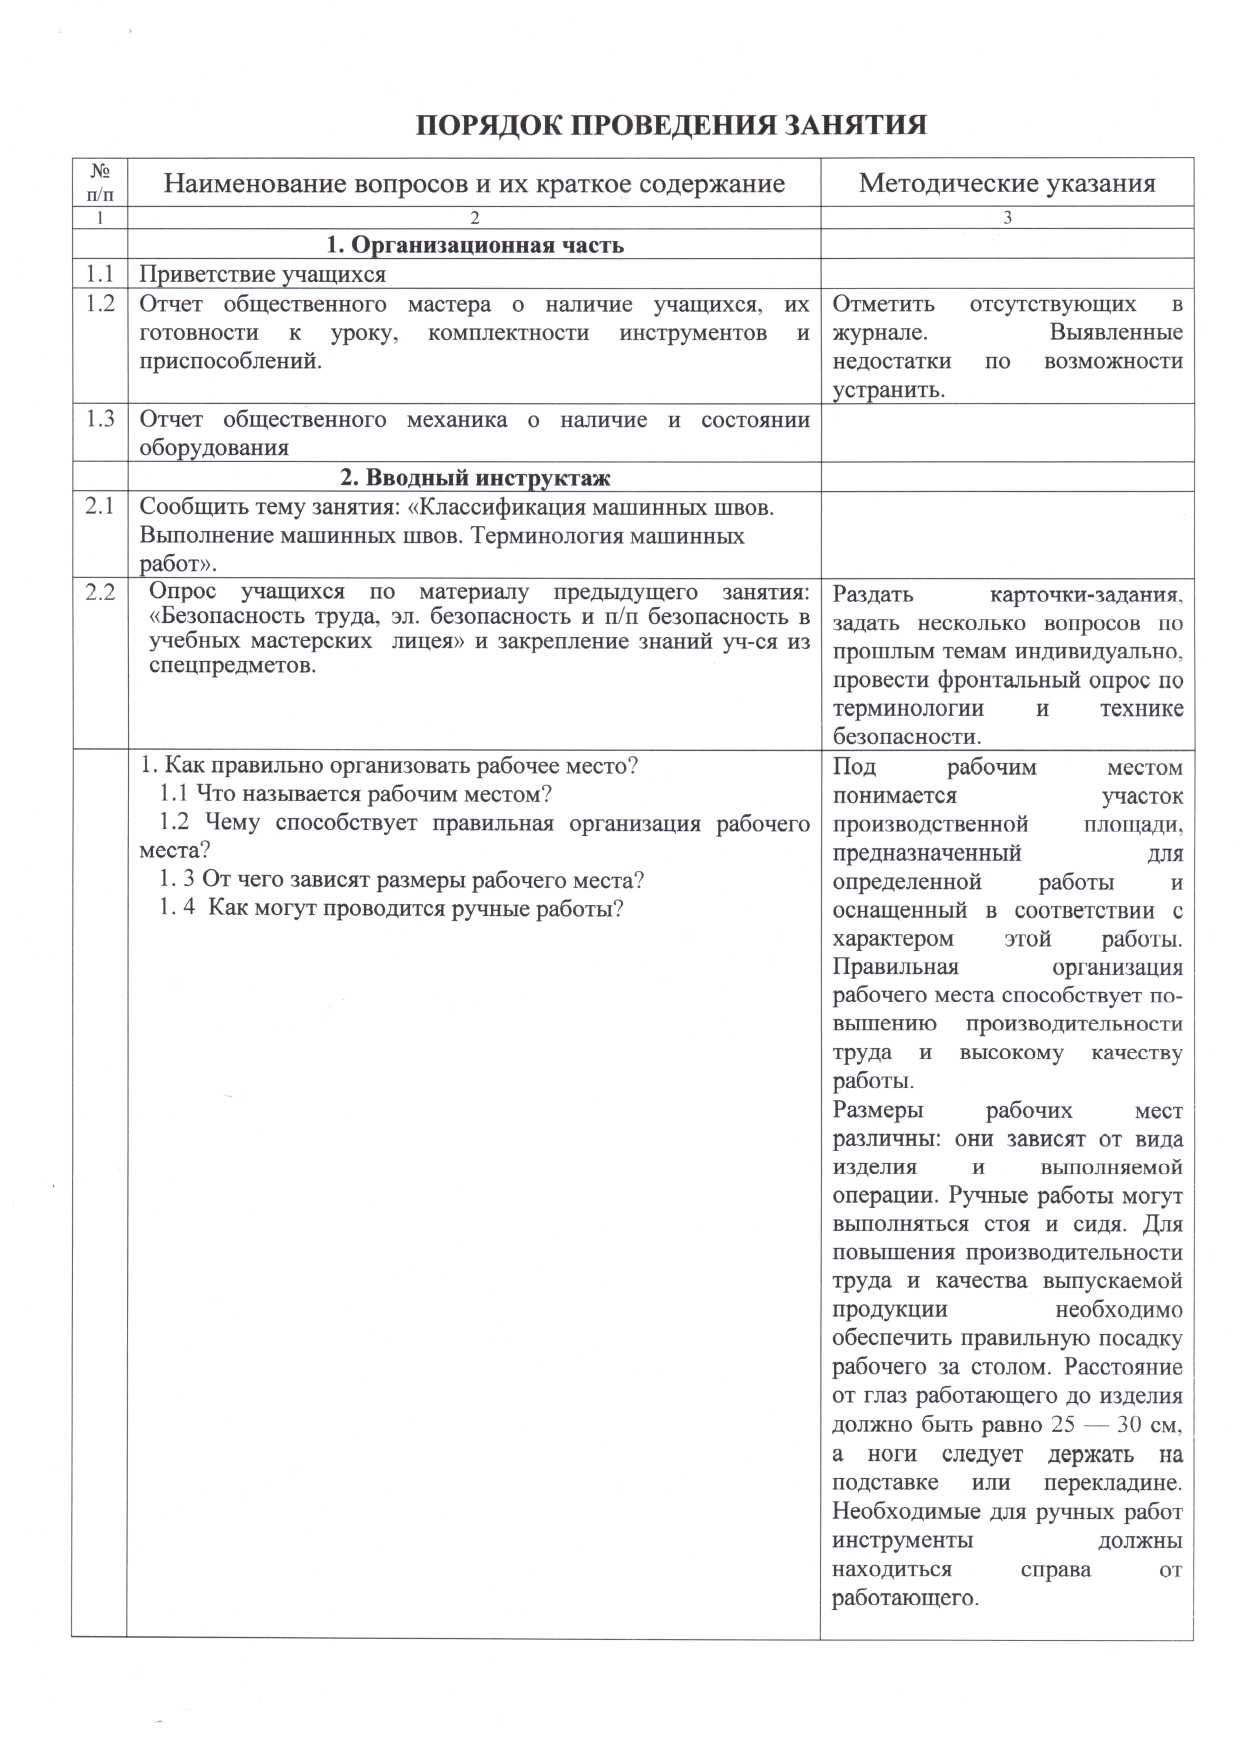 ПОРЯДОК ПРОВЕДЕНИЯ ЗАНЯТИЯ
№
п/п
Наименование вопросов и их краткое содержание
Методические указания
1
2
3
1. Организационная часть
1.1
Приветствие учащихся
1.2
Отчет общественного мастера о наличие учащихся, их
готовности к уроку, комплектности инструментов и
приспособлений.
Отметить отсутствующих в
журнале. Выявленные
недостатки по возможности
устранить.
1.3
Отчет общественного механика о наличие и состоянии
оборудования
2. Вводный инструктаж
2.1
Сообщить тему занятия: «Классификация машинных швов.
Выполнение машинных швов. Терминология машинных
работ».
2.2
Опрос учащихся по материалу предыдущего занятия:
«Безопасность труда, эл. безопасность и п/п безопасность в
учебных мастерских лицея» и закрепление знаний уч-ся из
спецпредметов.
Раздать карточки-задания,
задать несколько вопросов по
прошлым темам индивидуально,
провести фронтальный опрос по
терминологии и технике
безопасности.
1. Как правильно организовать рабочее место?
1.1 Что называется рабочим местом?
1.2 Чему способствует правильная организация рабочего
места?
1. 3 От чего зависят размеры рабочего места?
1. 4 Как могут проводится ручные работы?
Под рабочим местом
понимается участок
производственной площади,
предназначенный для
определенной работы и
оснащенный в соответствии с
характером этой работы.
Правильная организация
рабочего места способствует по-
вышению производительности
труда и высокому качеству
работы.
Размеры рабочих мест
различны: они зависят от вида
изделия и выполняемой
операции. Ручные работы могут
выполняться стоя и сидя. Для
повышения производительности
труда и качества выпускаемой
продукции необходимо
обеспечить правильную посадку
рабочего за столом. Расстояние
от глаз работающего до изделия
должно быть равно 25 — 30 см,
а ноги следует держать на
подставке или перекладине.
Необходимые для ручных работ
инструменты должны
находиться справа от
работающего.